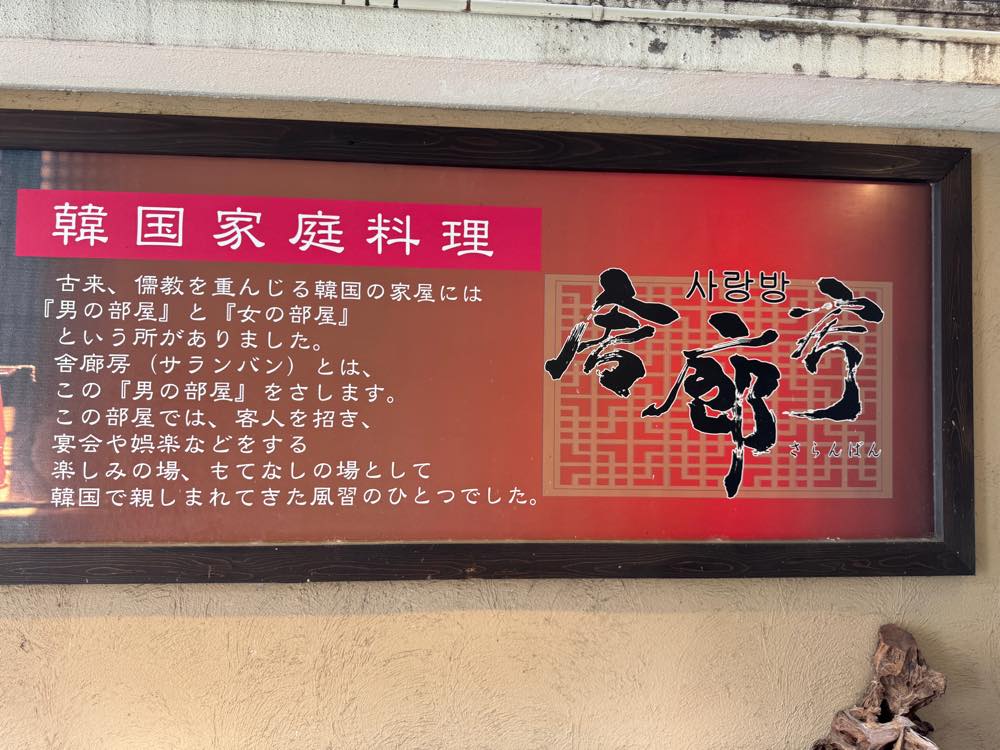 韓国家庭料理
古来、儒教を重んじる韓国の家屋には
『男の部屋』と『女の部屋』
という所がありました。
舎廊房（サランバン）とは、
この『男の部屋』をさします。
この部屋では、客人を招き、
宴会や娯楽などをする
楽しみの場、もてなしの場として
韓国で親しまれてきた風習のひとつでした。
사랑방
舎廊房
さらんばん